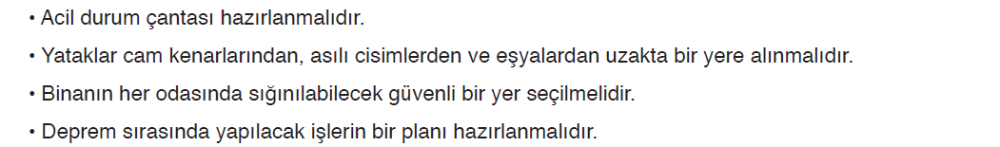 • Acil durum çantası hazırlanmalıdır.
• Yataklar cam kenarlarından, asılı cisimlerden ve eşyalardan uzakta bir yere alınmalıdır.
• Binanın her odasında sığınılabilecek güvenli bir yer seçilmelidir.
• Deprem sırasında yapılacak işlerin bir planı hazırlanmalıdır.